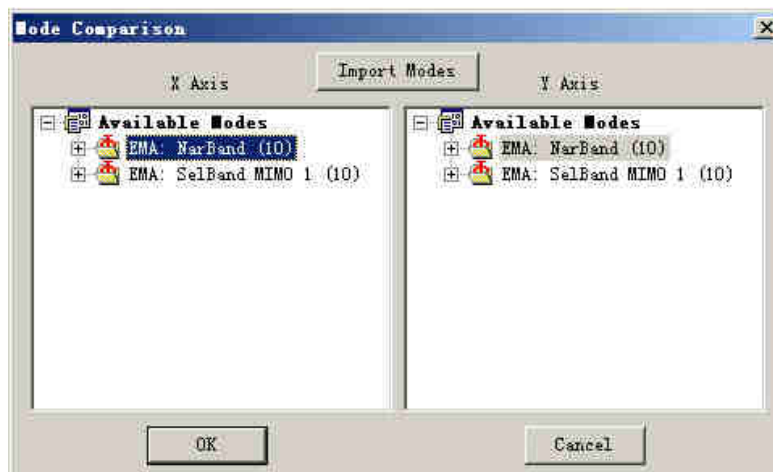 Mode Comparison
Import Modes
X Axis
Y Axis
Available Modes
EMA: NarBand (10)
EMA: SelBand MIMO 1 (10)
Available Modes
EMA: NarBand (10)
EMA: SelBand MIMO 1 (10)
OK
Cancel